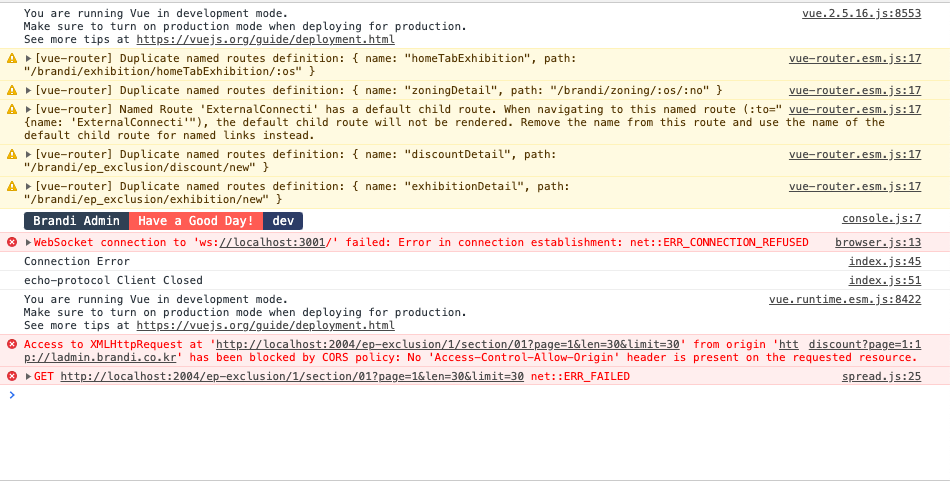 You are running Vue in development mode. vue.2.5.16.js:8553
Make sure to turn on production mode when deploying for production.
See more tips at https://vuejs.org/guide/deployment.html
[vue-router] Duplicate named routes definition: { name: "homeTabExhibition", path: vue-router.esm.js:17
"/brandi/exhibition/homeTabExhibition/:os" }
[vue-router] Duplicate named routes definition: { name: "zoningDetail", path: "/brandi/zoning/:os/:no" } vue-router.esm.js:17
[vue-router] Named Route 'ExternalConnecti' has a default child route. When navigating to this named route (:to=" vue-router.esm.js:17
{name: 'ExternalConnecti'"), the default child route will not be rendered. Remove the name from this route and use the name of the
default child route for named links instead.
[vue-router] Duplicate named routes definition: { name: "discountDetail", path: vue-router.esm.js:17
"/brandi/ep_exclusion/discount/new" }
[vue-router] Duplicate named routes definition: { name: "exhibitionDetail", path: vue-router.esm.js:17
"/brandi/ep_exclusion/exhibition/new" }
Brandi Admin Have a Good Day! dev console.js:7
WebSocket connection to 'ws://localhost:3001/' failed: Error in connection establishment: net::ERR_CONNECTION_REFUSED browser.js:13
Connection Error index.js:45
echo-protocol Client Closed index.js:51
You are running Vue in development mode. vue.runtime.esm.js:8422
Make sure to turn on production mode when deploying for production.
See more tips at https://vuejs.org/guide/deployment.html
Access to XMLHttpRequest at 'http://localhost:2004/ep-exclusion/1/section/01?page=1&len=30&limit=30' from origin 'htt discount?page=1:1
p://ladmin.brandi.co.kr' has been blocked by CORS policy: No 'Access-Control-Allow-Origin' header is present on the requested resource.
GET http://localhost:2004/ep-exclusion/1/section/01?page=1&len=30&limit=30 net::ERR_FAILED spread.js:25